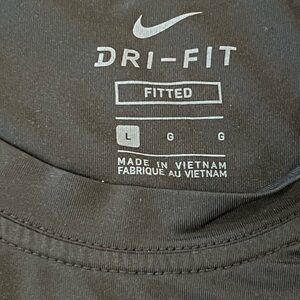 DRI-FIT
FITTED
L G G
MADE IN VIETNAM
FABRIQUÉ AU VIETNAM